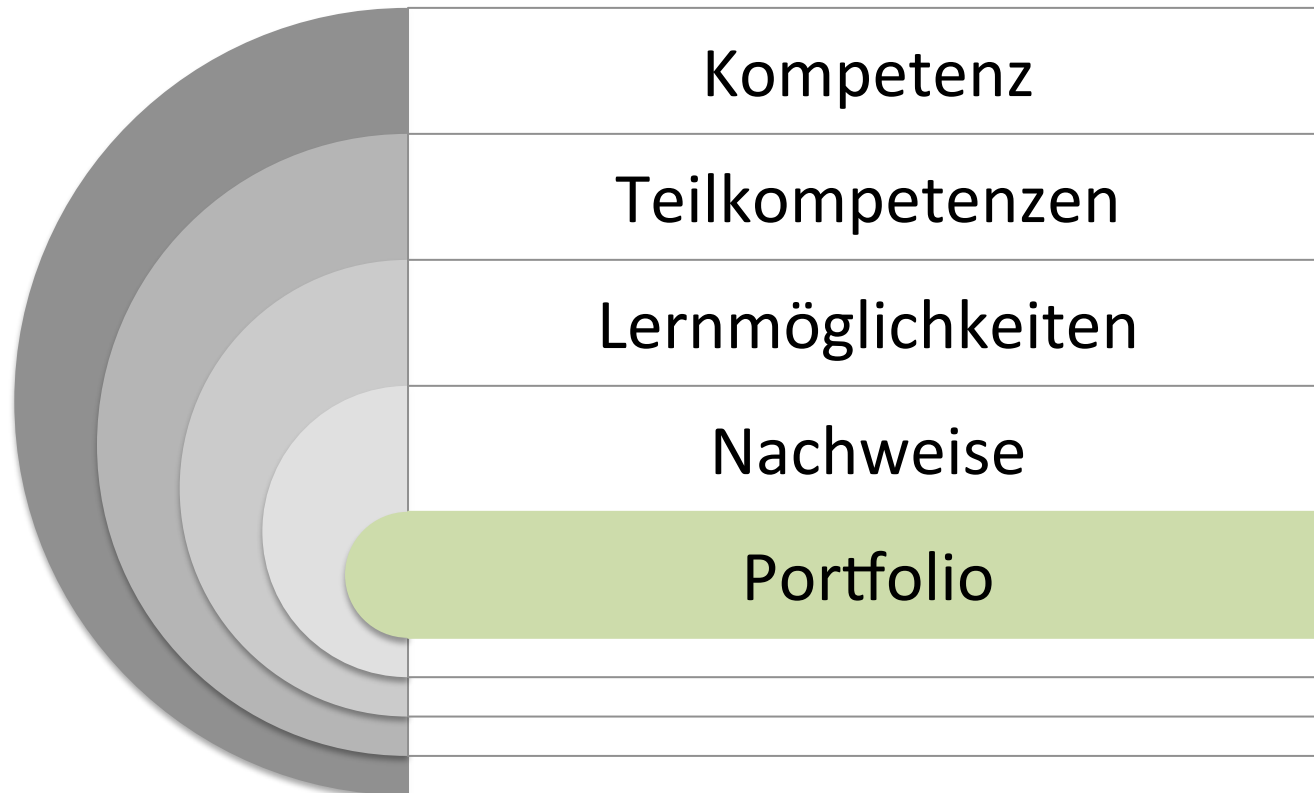 Kompetenz
Teilkompetenzen
Lernmöglichkeiten
Nachweise
Portfolio